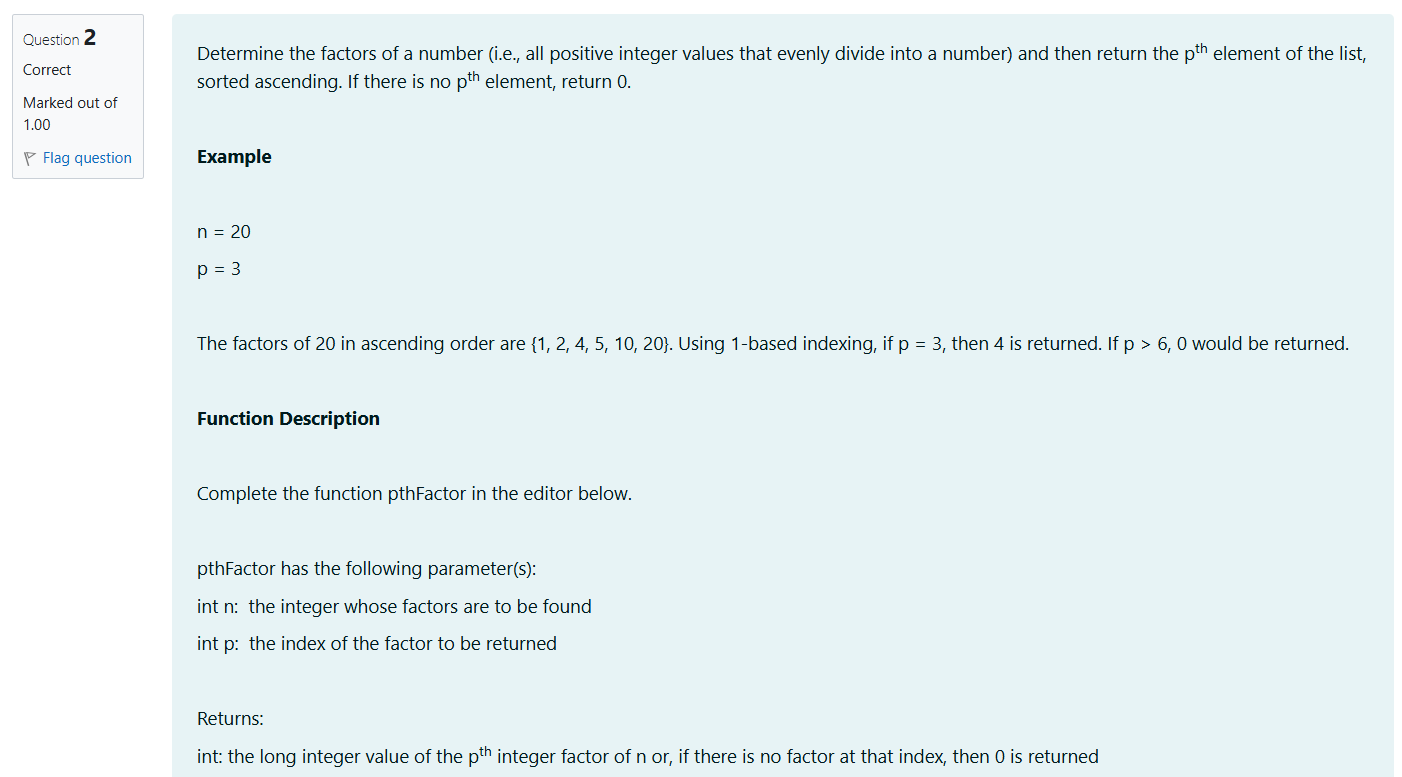 Question 2
Correct
Marked out of
1.00
Flag question
Determine the factors of a number (i.e., all positive integer values that evenly divide into a number) and then return the pth element of the list,
sorted ascending. If there is no pth element, return 0.
Example
n = 20
p = 3
The factors of 20 in ascending order are {1, 2, 4, 5, 10, 20}. Using 1-based indexing, if p = 3, then 4 is returned. If p > 6, 0 would be returned.
Function Description
Complete the function pthFactor in the editor below.
pthFactor has the following parameter(s):
int n:  the integer whose factors are to be found
int p:  the index of the factor to be returned
Returns:
int: the long integer value of the pth integer factor of n or, if there is no factor at that index, then 0 is returned